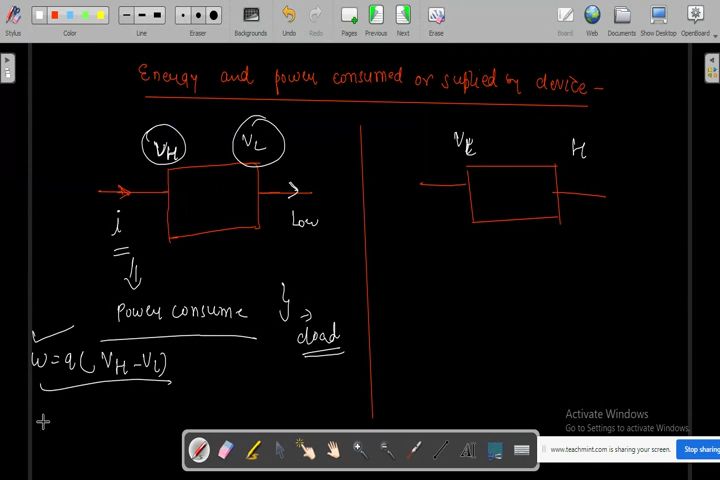 Stylus
Color
Line
Eraser
Backgrounds
Undo
Redo
Pages
Previous
Next
Erase
Board
Web
Documents
Show Desktop
OpenBoard
Energy and power consumed or suplied by device -
VH
VL
i
Low
Power consume
load
w = q( VH - VL)
VL
H
Activate Windows
Go to Settings to activate Windows.
www.teachmint.com is sharing your screen.
Stop sharing